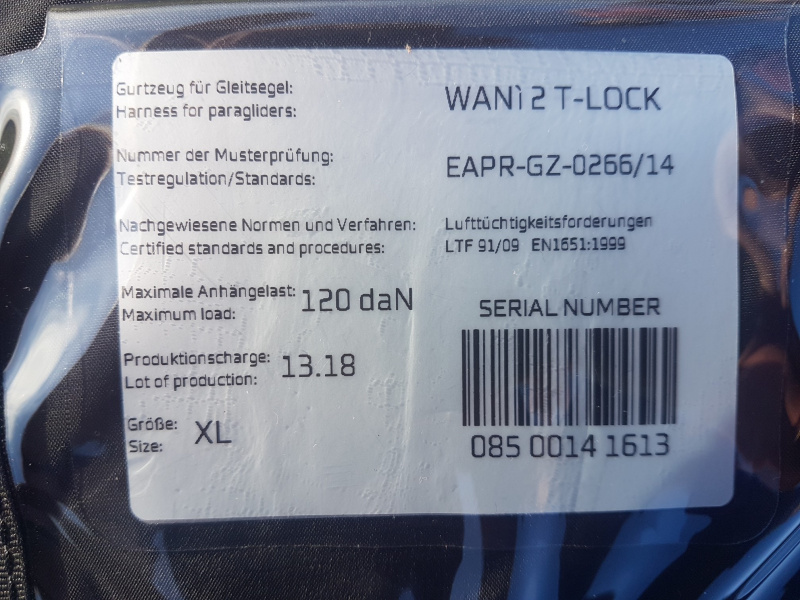 Gurtzeug für Gleitsegel:
Harness for paragliders:
WANÌ 2 T-LOCK
Nummer der Musterprüfung:
Testregulation/Standards:
EAPR-GZ-0266/14
Nachgewiesene Normen und Verfahren:
Certified standards and procedures:
Lufttüchtigkeitsforderungen
LTF 91/09 EN1651:1999
Maximale Anhängelast:
Maximum load:
120 daN
Produktionscharge:
Lot of production:
13.18
Größe:
Size:
XL
SERIAL NUMBER
085 0014 1613